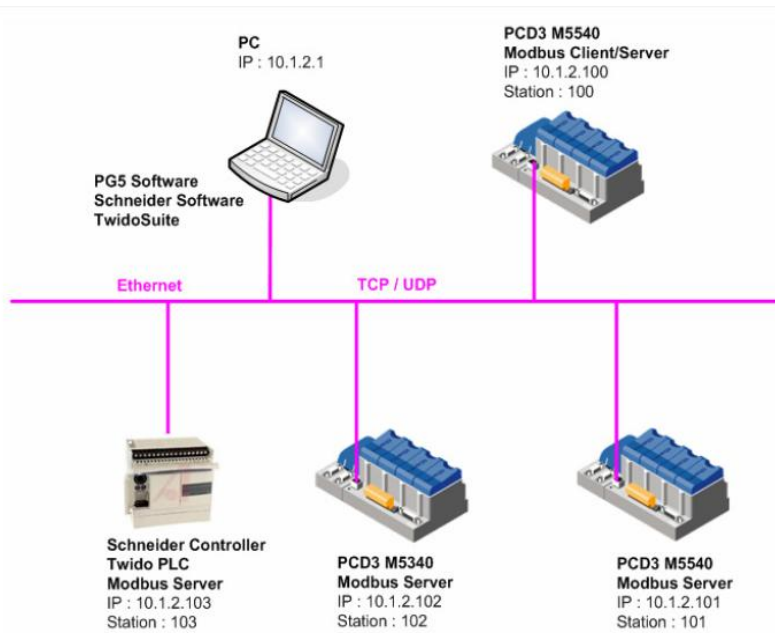 PC
IP : 10.1.2.1
PCD3 M5540
Modbus Client/Server
IP : 10.1.2.100
Station : 100
PG5 Software
Schneider Software
TwidoSuite
Ethernet
TCP / UDP
Schneider Controller
Twido PLC
Modbus Server
IP : 10.1.2.103
Station : 103
PCD3 M5340
Modbus Server
IP : 10.1.2.102
Station : 102
PCD3 M5540
Modbus Server
IP : 10.1.2.101
Station : 101